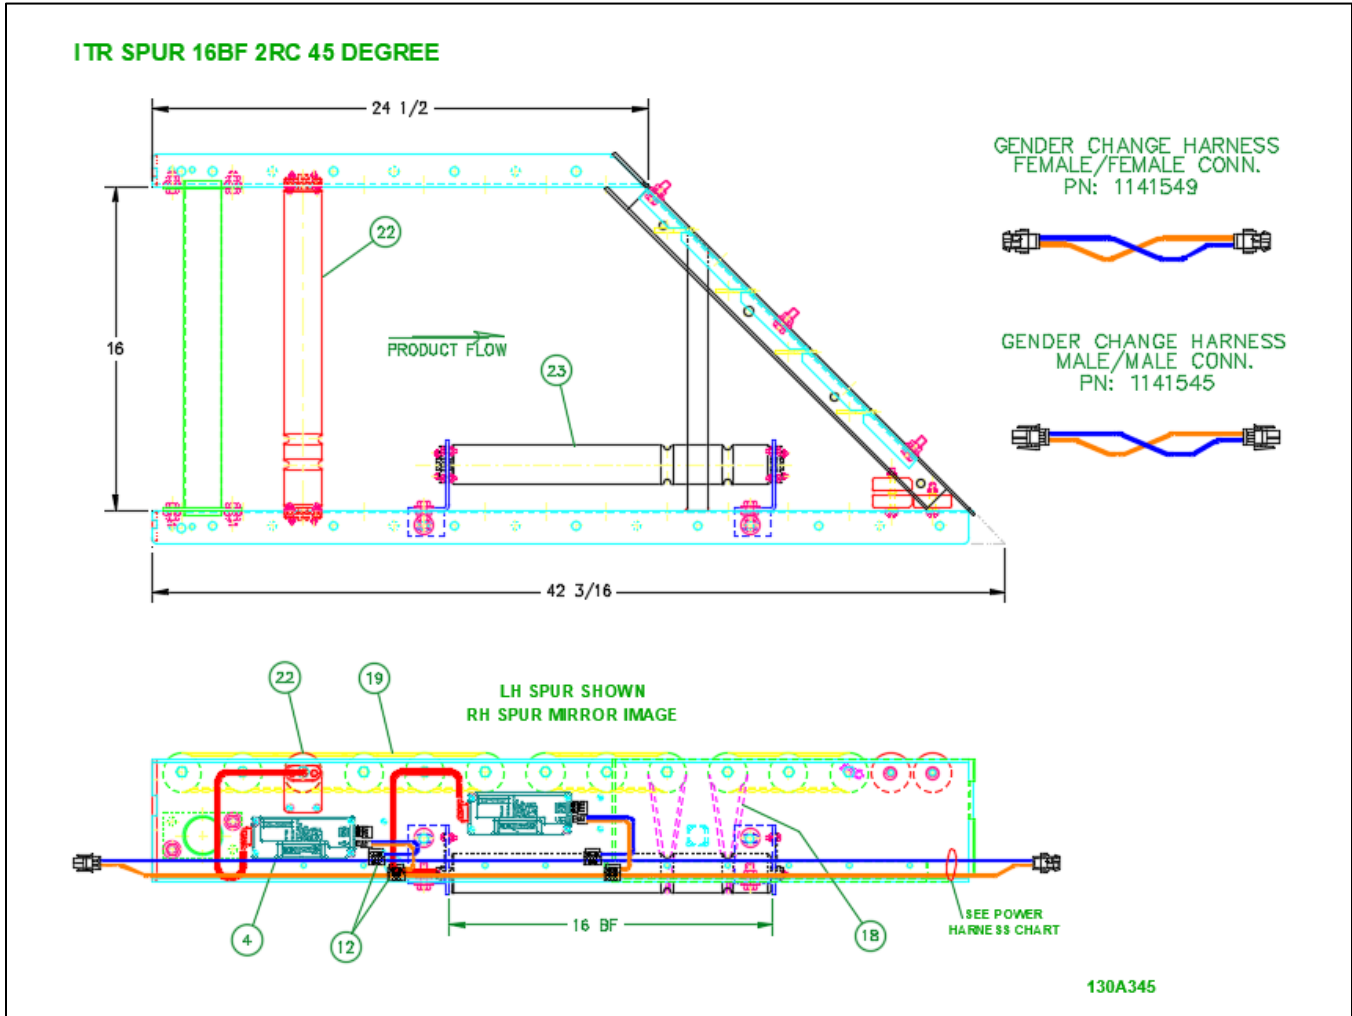 ITR SPUR 16BF 2RC 45 DEGREE
24 1/2
GENDER CHANGE HARNESS
FEMALE/FEMALE CONN.
PN: 1141549
22
16
PRODUCT FLOW
GENDER CHANGE HARNESS
MALE/MALE CONN.
PN: 1141545
23
42 3/16
22
19
LH SPUR SHOWN
RH SPUR MIRROR IMAGE
4
12
16 BF
18
SEE POWER
HARNESS CHART
130A345